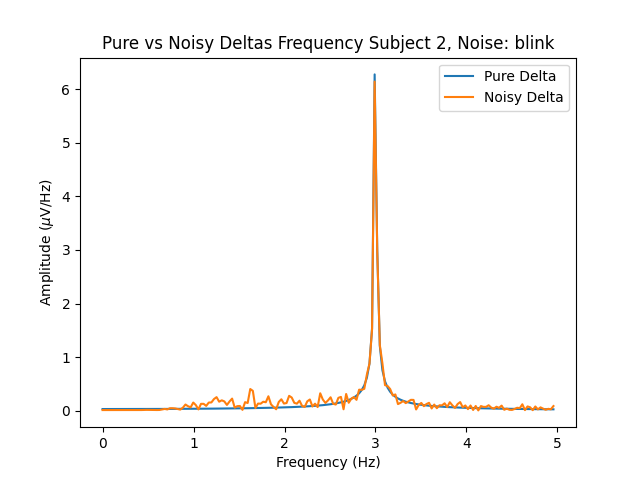 Pure vs Noisy Deltas Frequency Subject 2, Noise: blink
Pure Delta
Noisy Delta
Amplitude (μV/Hz)
6
5
4
3
2
1
0
0 1 2 3 4 5
Frequency (Hz)